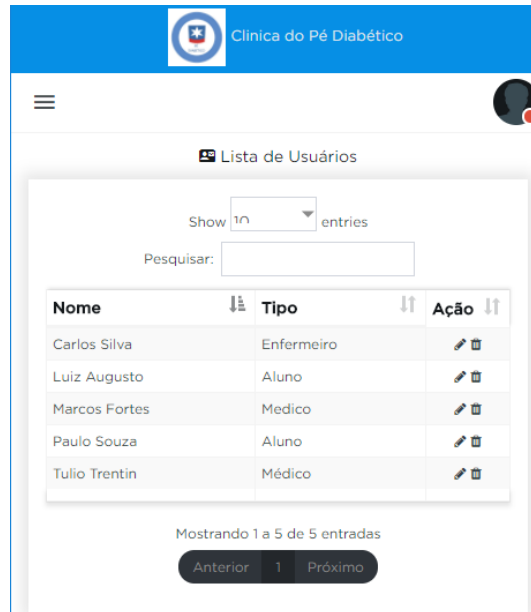 Clinica do Pé Diabético
Lista de Usuários
Show 10 entries
Pesquisar:
Nome Tipo Ação
Carlos Silva Enfermeiro
Luiz Augusto Aluno
Marcos Fortes Medico
Paulo Souza Aluno
Tulio Trentin Médico
Mostrando 1 a 5 de 5 entradas
Anterior 1 Próximo